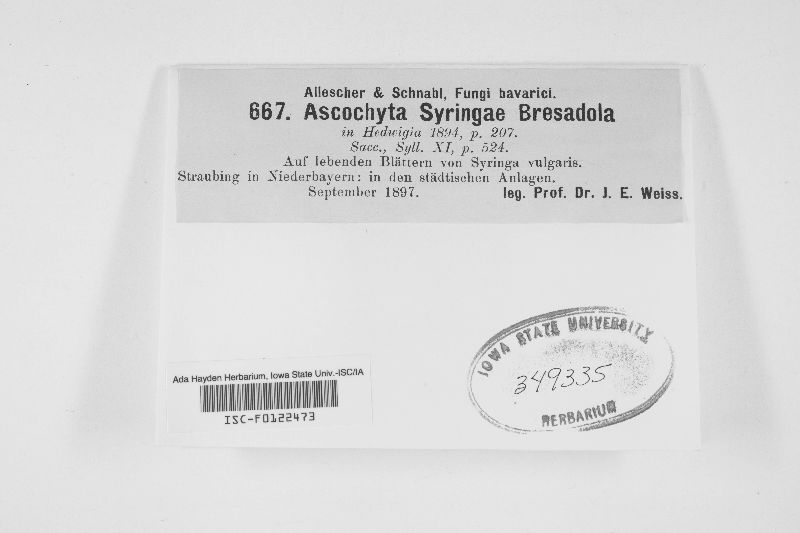 Allescher & Schnabl, Fungi bavarici.
667. Ascochyta Syringae Bresadola
in Hedwigia 1894, p. 207.
Sacc., Syll. XI, p. 524.
Auf lebenden Blättern von Syringa vulgaris.
Straubing in Niederbayern: in den städtischen Anlagen.
September 1897. leg. Prof. Dr. J. E. Weiss.
IOWA STATE UNIVERSITY
349335
HERBARIUM
Ada Hayden Herbarium, Iowa State Univ.-ISC/IA
ISC-F0122473